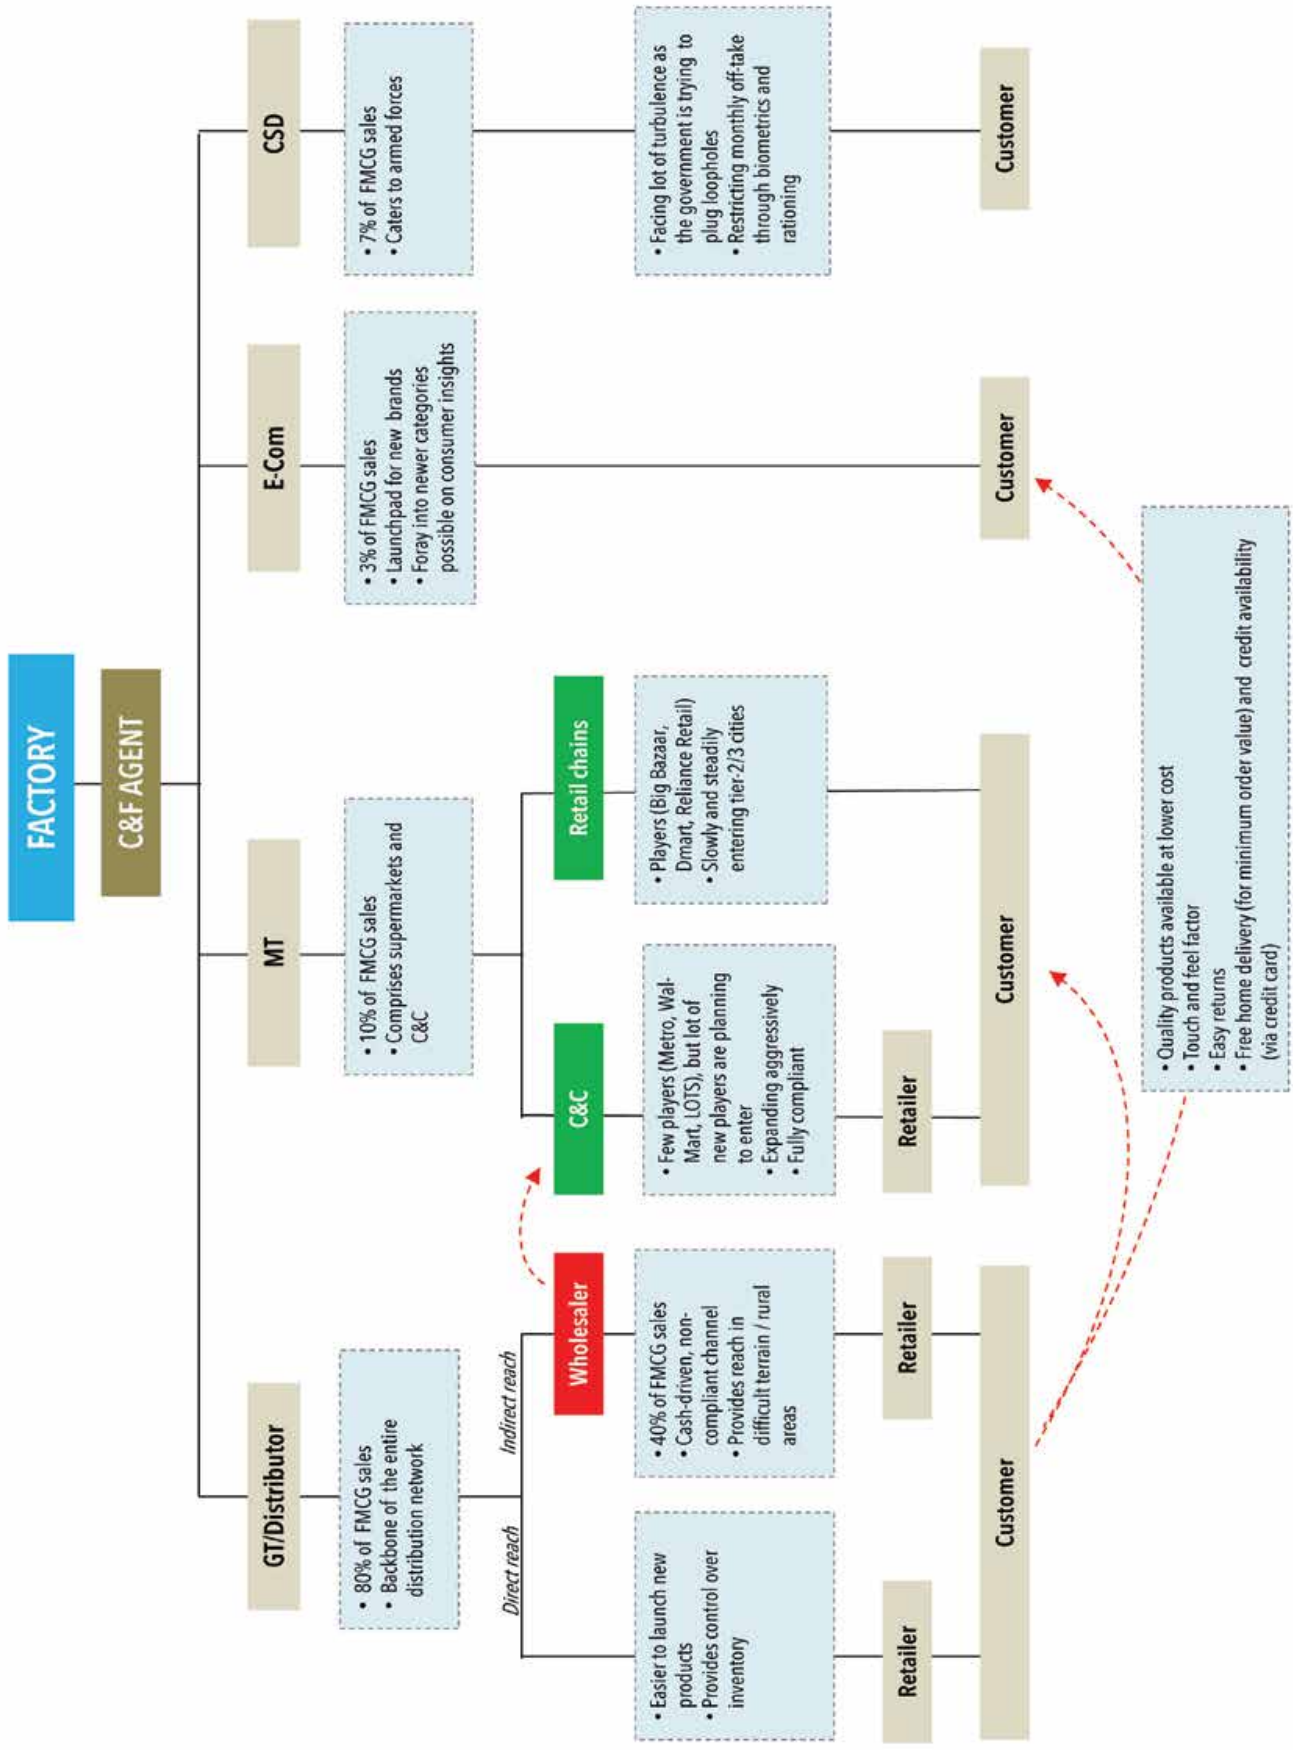 FACTORY
C&F AGENT
GT/Distributor
• 80% of FMCG sales
• Backbone of the entire
distribution network
Direct reach
Indirect reach
• Easier to launch new
products
• Provides control over
inventory
Retailer
Wholesaler
• 40% of FMCG sales
• Cash-driven, non-
compliant channel
• Provides reach in
difficult terrain / rural
areas
Retailer
Customer
MT
• 10% of FMCG sales
• Comprises supermarkets and
C&C
C&C
• Few players (Metro, Wal-
Mart, LOTS), but lot of
new players are planning
to enter
• Expanding aggressively
• Fully compliant
Retailer
Retail chains
• Players (Big Bazaar,
Dmart, Reliance Retail)
• Slowly and steadily
entering tier-2/3 cities
Customer
E-Com
• 3% of FMCG sales
• Launchpad for new brands
• Foray into newer categories
possible on consumer insights
Customer
CSD
• 7% of FMCG sales
• Caters to armed forces
• Facing lot of turbulence as
the government is trying to
plug loopholes
• Restricting monthly off-take
through biometrics and
rationing
Customer
• Quality products available at lower cost
• Touch and feel factor
• Easy returns
• Free home delivery (for minimum order value) and credit availability
(via credit card)